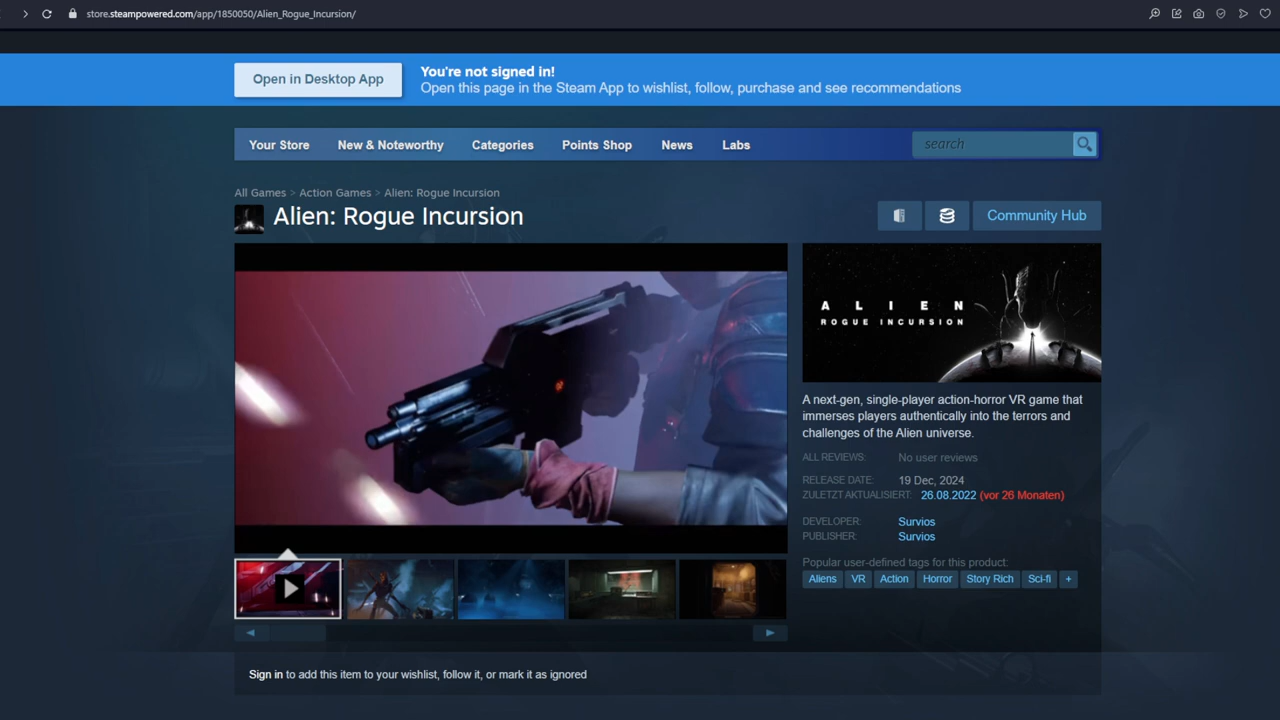 store.steampowered.com/app/1850050/Alien_Rogue_Incursion/
Open in Desktop App
You're not signed in!
Open this page in the Steam App to wishlist, follow, purchase and see recommendations
Your Store New & Noteworthy Categories Points Shop News Labs search
All Games > Action Games > Alien: Rogue Incursion
Alien: Rogue Incursion
Community Hub
ALIEN
ROGUE INCURSION
A next-gen, single-player action-horror VR game that
immerses players authentically into the terrors and
challenges of the Alien universe.
ALL REVIEWS: No user reviews
RELEASE DATE: 19 Dec, 2024
ZULETZT AKTUALISIERT: 26.08.2022 (vor 26 Monaten)
DEVELOPER: Survios
PUBLISHER: Survios
Popular user-defined tags for this product:
Aliens VR Action Horror Story Rich Sci-fi +
Sign in to add this item to your wishlist, follow it, or mark it as ignored